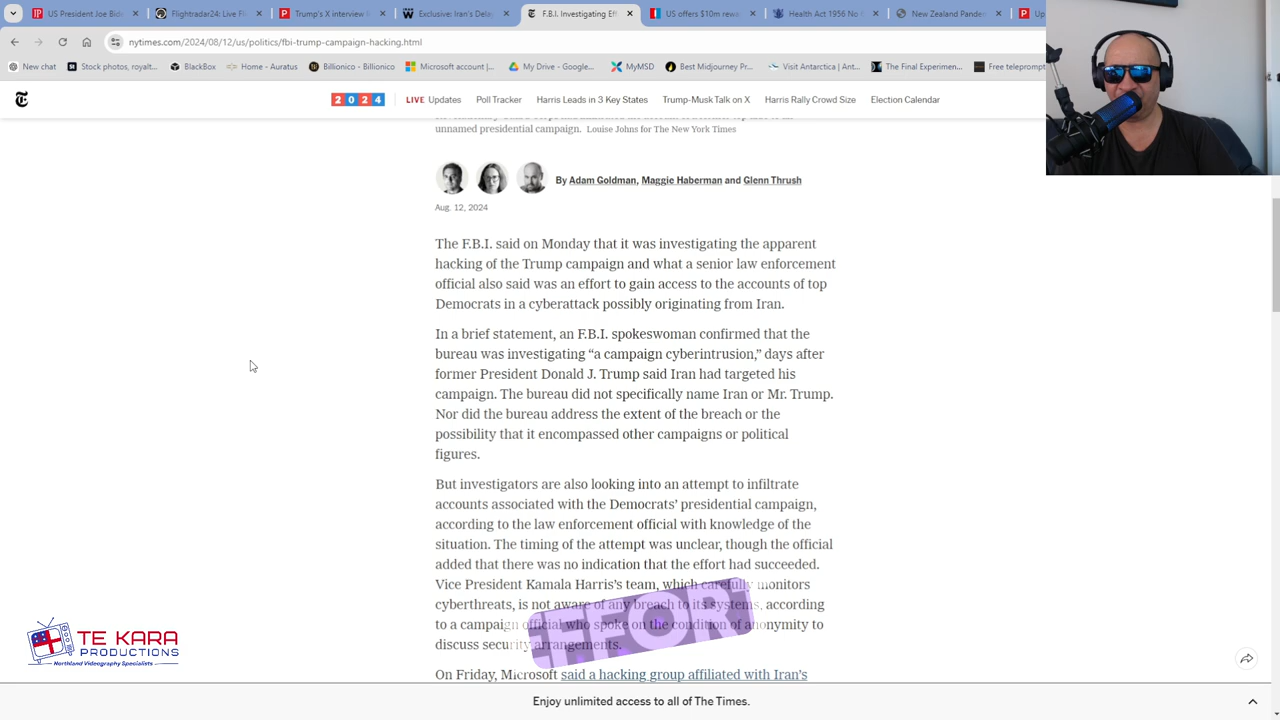 US President Joe Bid
Flightradar24: Live Fl
Trump's X interview
Exclusive: Iran's Dela
F.B.I. Investigating Ef
US offers $10m rewa
Health Act 1956 No
New Zealand Pandem
Up
nytimes.com/2024/08/12/us/politics/fbi-trump-campaign-hacking.html
New chat
Stock photos, royalt...
BlackBox
Home - Auratus
Billionico - Billionico
Microsoft account |...
My Drive - Google...
MyMSD
Best Midjourney Pr...
Visit Antarctica | Ant...
The Final Experimen...
Free teleprompt
2024
LIVE Updates
Poll Tracker
Harris Leads in 3 Key States
Trump-Musk Talk on X
Harris Rally Crowd Size
Election Calendar
unnamed presidential campaign. Louise Johns for The New York Times
By Adam Goldman, Maggie Haberman and Glenn Thrush
Aug. 12, 2024
The F.B.I. said on Monday that it was investigating the apparent
hacking of the Trump campaign and what a senior law enforcement
official also said was an effort to gain access to the accounts of top
Democrats in a cyberattack possibly originating from Iran.
In a brief statement, an F.B.I. spokeswoman confirmed that the
bureau was investigating “a campaign cyberintrusion,” days after
former President Donald J. Trump said Iran had targeted his
campaign. The bureau did not specifically name Iran or Mr. Trump.
Nor did the bureau address the extent of the breach or the
possibility that it encompassed other campaigns or political
figures.
But investigators are also looking into an attempt to infiltrate
accounts associated with the Democrats’ presidential campaign,
according to the law enforcement official with knowledge of the
situation. The timing of the attempt was unclear, though the official
added that there was no indication that the effort had succeeded.
Vice President Kamala Harris’s team, which carefully monitors
cyberthreats, is not aware of any breach to its systems, according
to a campaign official who spoke on the condition of anonymity to
discuss security arrangements.
On Friday, Microsoft said a hacking group affiliated with Iran’s
TE KARA
PRODUCTIONS
Northland Videography Specialists
Enjoy unlimited access to all of The Times.